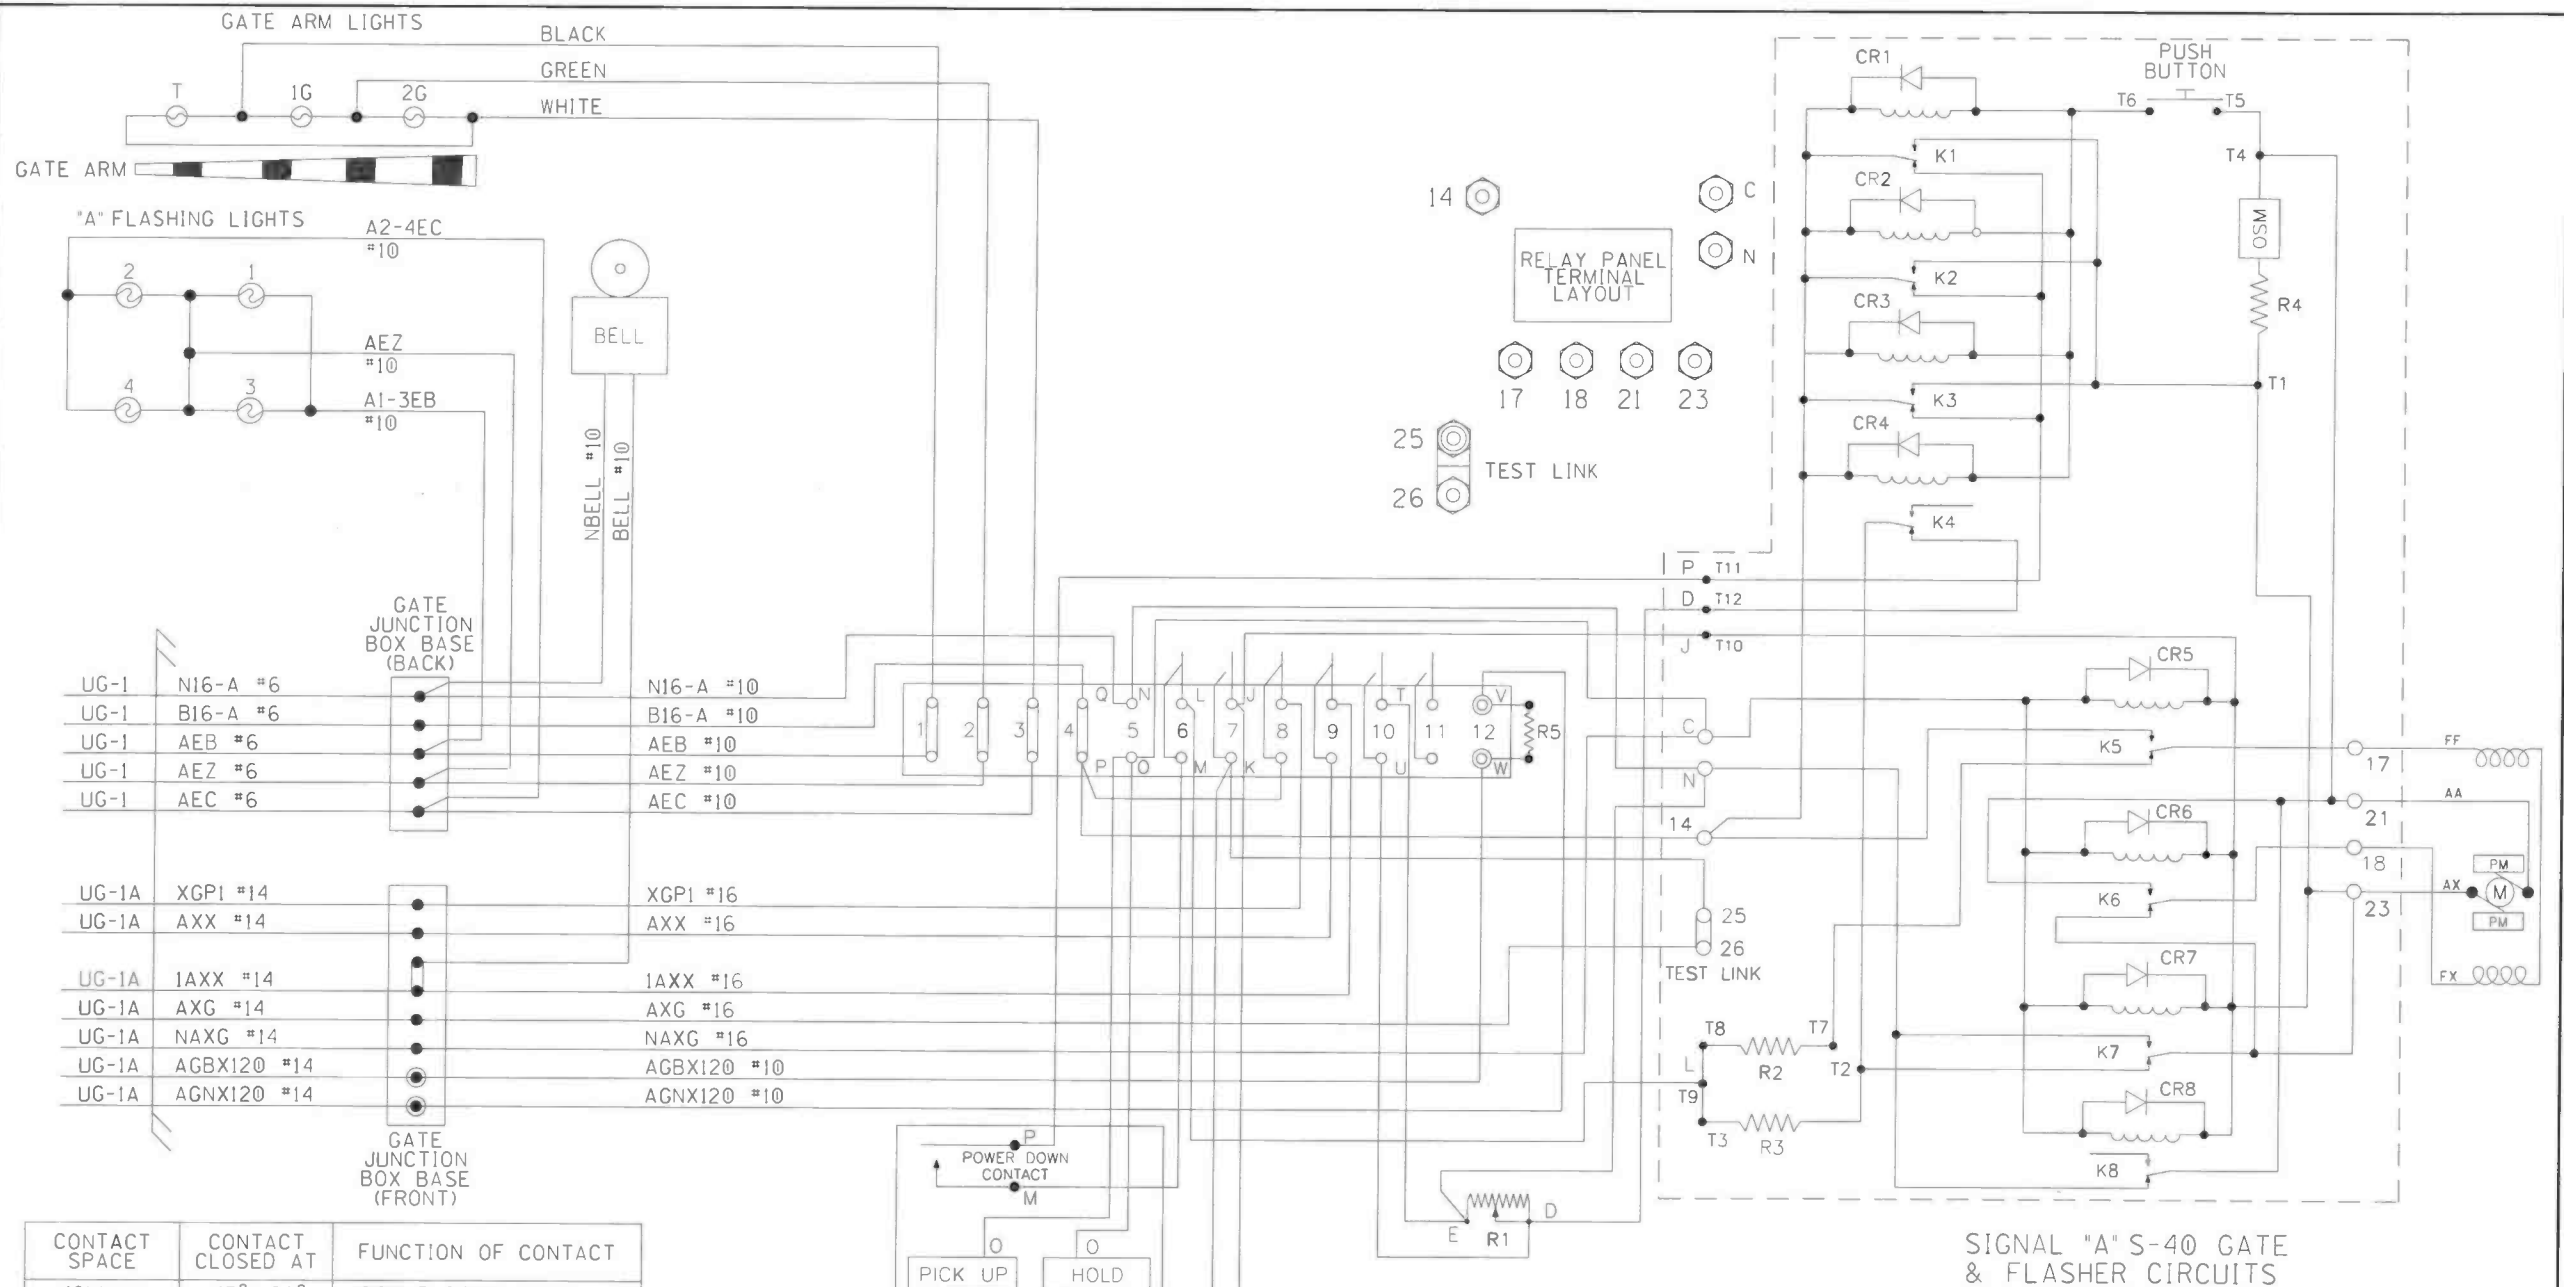 GATE ARM LIGHTS
BLACK
GREEN
WHITE
T
1G
2G
GATE ARM
"A" FLASHING LIGHTS
A2-4EC
#10
2
1
AEZ
#10
4
3
A1-3EB
#10
BELL
NBELL #10
BELL #10
14
C
N
RELAY PANEL
TERMINAL
LAYOUT
17
18
21
23
25
26
TEST LINK
CR1
PUSH
BUTTON
T6
T5
K1
T4
CR2
OSM
K2
CR3
R4
K3
T1
CR4
K4
P T11
D T12
J T10
GATE
JUNCTION
BOX BASE
(BACK)
UG-1 N16-A #6 N16-A #10
UG-1 B16-A #6 B16-A #10
UG-1 AEB #6 AEB #10
UG-1 AEZ #6 AEZ #10
UG-1 AEC #6 AEC #10
UG-1A XGP1 #14 XGP1 #16
UG-1A AXX #14 AXX #16
UG-1A 1AXX #14 1AXX #16
UG-1A AXG #14 AXG #16
UG-1A NAXG #14 NAXG #16
UG-1A AGBX120 #14 AGBX120 #10
UG-1A AGNX120 #14 AGNX120 #10
GATE
JUNCTION
BOX BASE
(FRONT)
Q N L J T V
1 2 3 4 5 6 7 8 9 10 11 12 R5
P O M K U W
C
N
14
25
26
TEST LINK
CR5
K5
17
FF
AA
21
CR6
18
PM
K6
AX
M
23
PM
CR7
FX
T8
T7
R2
L
T2
K7
T9
CR8
T3
R3
K8
P
POWER DOWN
CONTACT
M
O
O
PICK UP
HOLD
E
R1
D
CONTACT
SPACE
CONTACT
CLOSED AT
FUNCTION OF CONTACT
SIGNAL "A" S-40 GATE
& FLASHER CIRCUITS